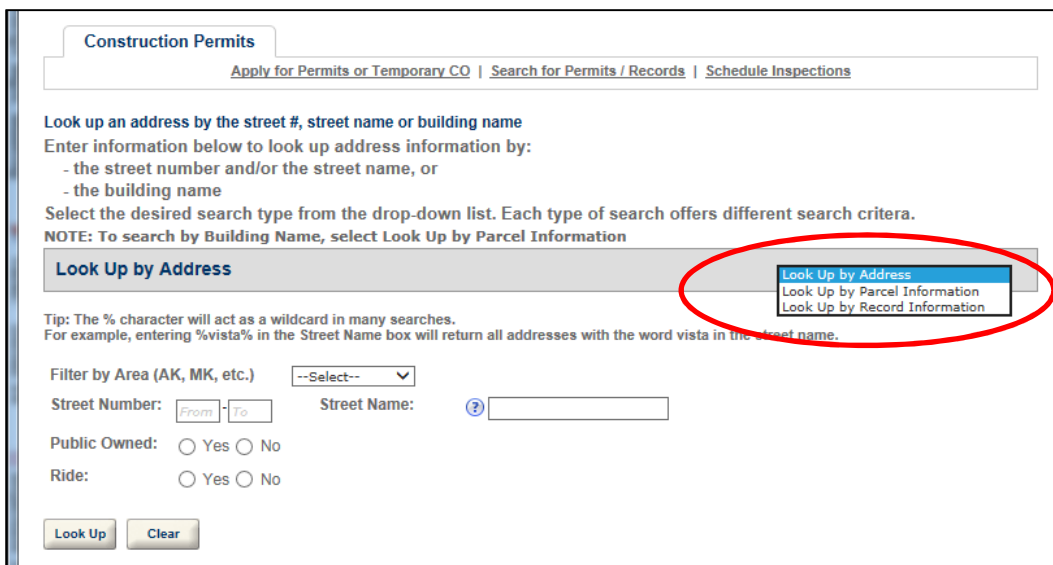 Construction Permits
Apply for Permits or Temporary CO | Search for Permits / Records | Schedule Inspections
Look up an address by the street #, street name or building name
Enter information below to look up address information by:
- the street number and/or the street name, or
- the building name
Select the desired search type from the drop-down list. Each type of search offers different search critera.
NOTE: To search by Building Name, select Look Up by Parcel Information
Look Up by Address
Look Up by Address
Look Up by Parcel Information
Look Up by Record Information
Tip: The % character will act as a wildcard in many searches.
For example, entering %vista% in the Street Name box will return all addresses with the word vista in the street name.
Filter by Area (AK, MK, etc.) --Select--
Street Number: From - To Street Name: ?
Public Owned: Yes No
Ride: Yes No
Look Up Clear